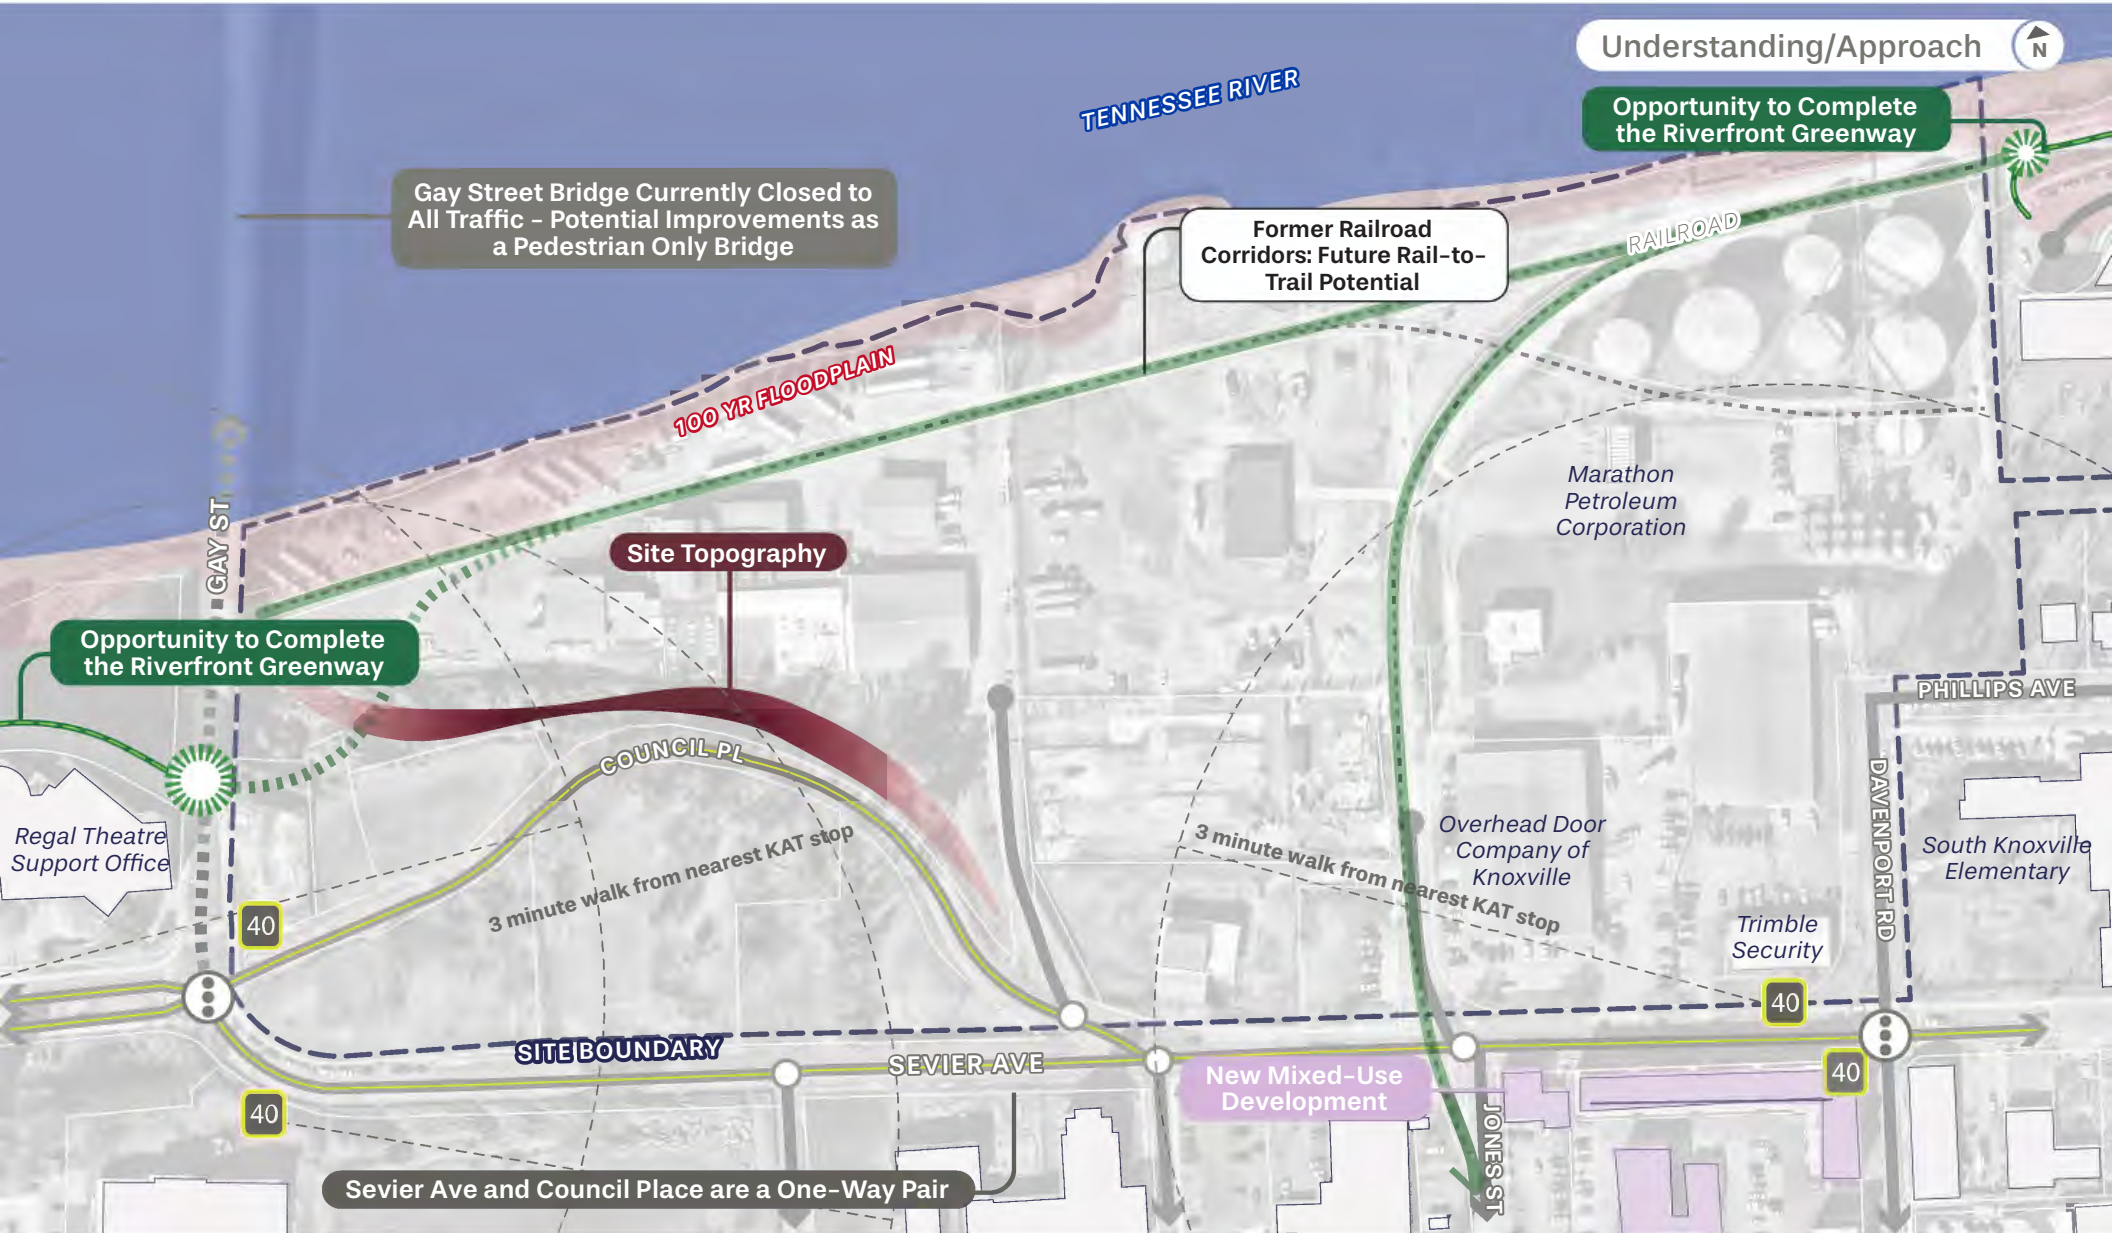 Understanding/Approach
N
TENNESSEE RIVER
Opportunity to Complete
the Riverfront Greenway
Gay Street Bridge Currently Closed to
All Traffic - Potential Improvements as
a Pedestrian Only Bridge
Former Railroad
Corridors: Future Rail-to-
Trail Potential
RAILROAD
100 YR FLOODPLAIN
Marathon
Petroleum
Corporation
GAY ST
Site Topography
Opportunity to Complete
the Riverfront Greenway
PHILLIPS AVE
COUNCIL PL
DAVENPORT RD
Regal Theatre
Support Office
3 minute walk from nearest KAT stop
3 minute walk from nearest KAT stop
Overhead Door
Company of
Knoxville
South Knoxville
Elementary
Trimble
Security
40
40
SITE BOUNDARY
SEVIER AVE
New Mixed-Use
Development
40
40
JONES ST
Sevier Ave and Council Place are a One-Way Pair